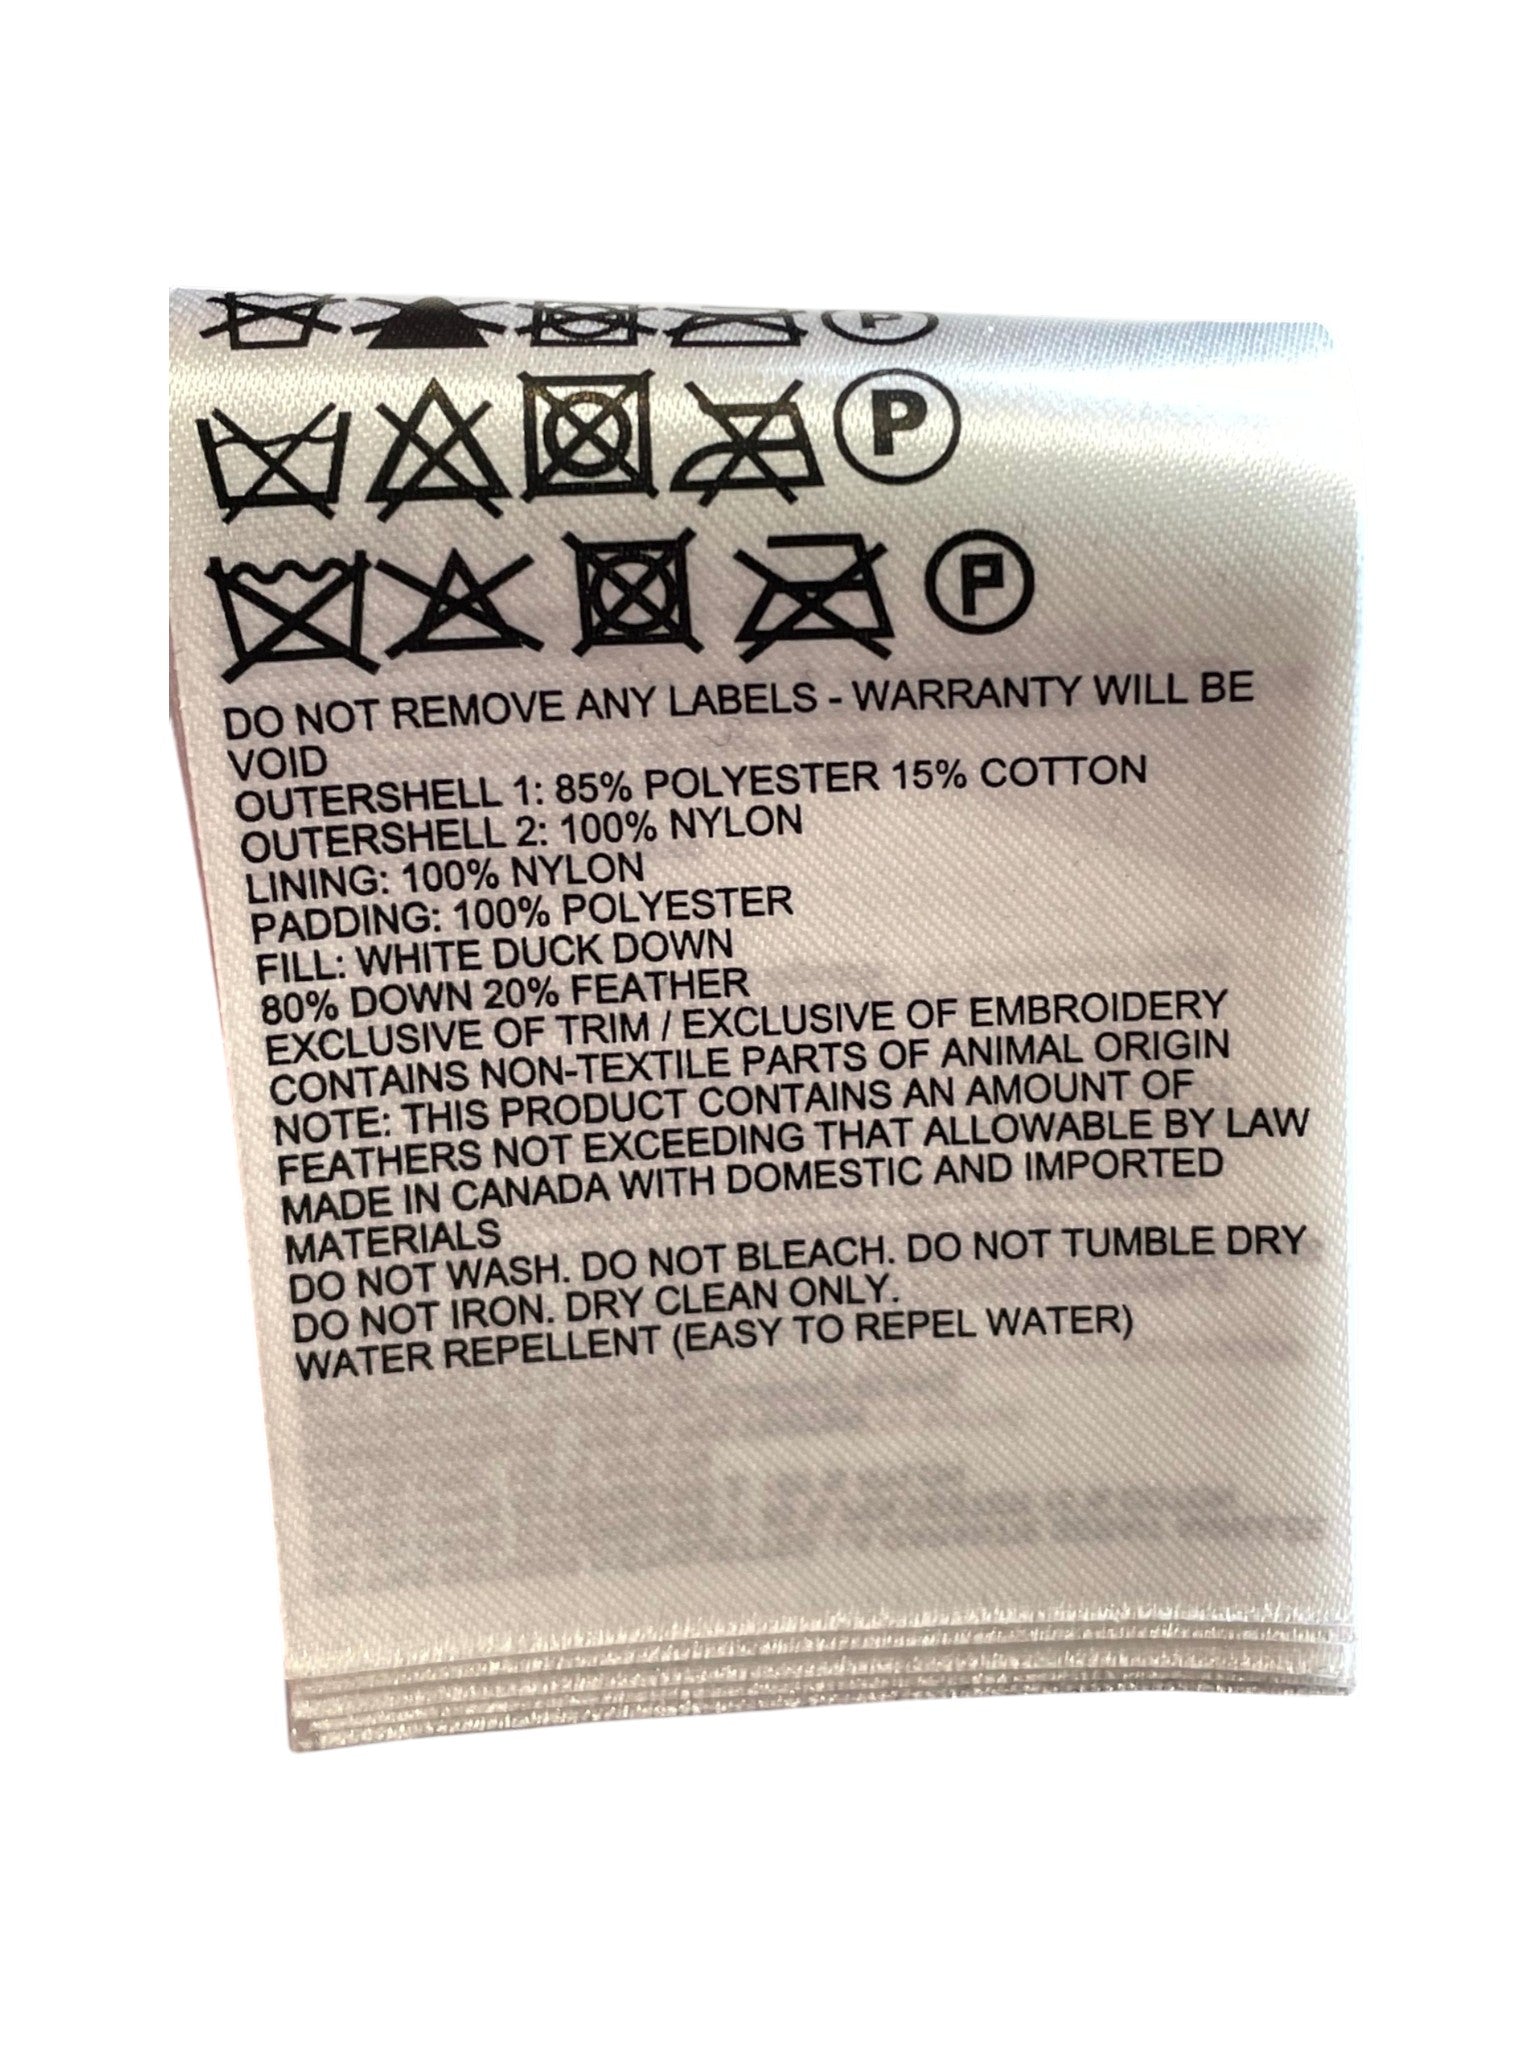 P
P
P
DO NOT REMOVE ANY LABELS - WARRANTY WILL BE
VOID
OUTERSHELL 1: 85% POLYESTER 15% COTTON
OUTERSHELL 2: 100% NYLON
LINING: 100% NYLON
PADDING: 100% POLYESTER
FILL: WHITE DUCK DOWN
80% DOWN 20% FEATHER
EXCLUSIVE OF TRIM / EXCLUSIVE OF EMBROIDERY
CONTAINS NON-TEXTILE PARTS OF ANIMAL ORIGIN
NOTE: THIS PRODUCT CONTAINS AN AMOUNT OF
FEATHERS NOT EXCEEDING THAT ALLOWABLE BY LAW
MADE IN CANADA WITH DOMESTIC AND IMPORTED
MATERIALS
DO NOT WASH. DO NOT BLEACH. DO NOT TUMBLE DRY
DO NOT IRON. DRY CLEAN ONLY.
WATER REPELLENT (EASY TO REPEL WATER)